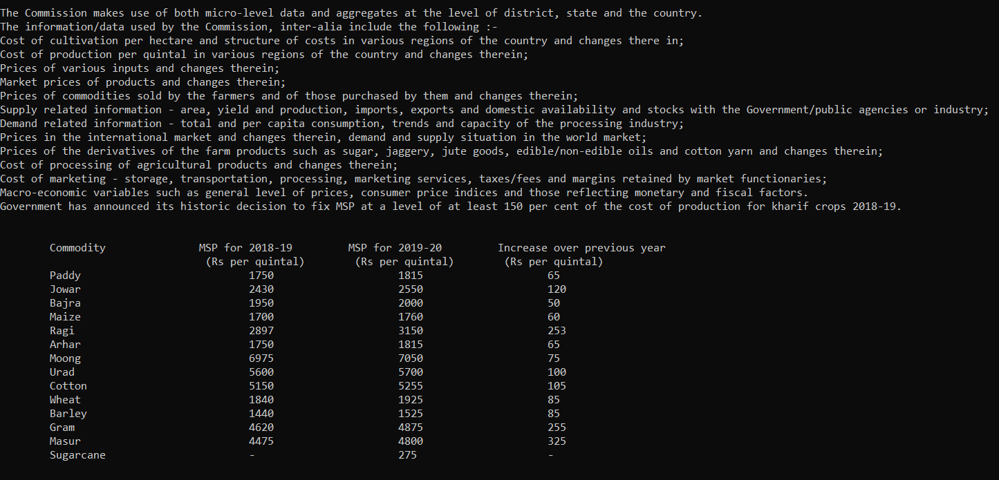 The Commission makes use of both micro-level data and aggregates at the level of district, state and the country.
The information/data used by the Commission, inter-alia include the following :-
Cost of cultivation per hectare and structure of costs in various regions of the country and changes there in;
Cost of production per quintal in various regions of the country and changes therein;
Prices of various inputs and changes therein;
Market prices of products and changes therein;
Prices of commodities sold by the farmers and of those purchased by them and changes therein;
Supply related information - area, yield and production, imports, exports and domestic availability and stocks with the Government/public agencies or industry;
Demand related information - total and per capita consumption, trends and capacity of the processing industry;
Prices in the international market and changes therein, demand and supply situation in the world market;
Prices of the derivatives of the farm products such as sugar, jaggery, jute goods, edible/non-edible oils and cotton yarn and changes therein;
Cost of processing of agricultural products and changes therein;
Cost of marketing - storage, transportation, processing, marketing services, taxes/fees and margins retained by market functionaries;
Macro-economic variables such as general level of prices, consumer price indices and those reflecting monetary and fiscal factors.
Government has announced its historic decision to fix MSP at a level of at least 150 per cent of the cost of production for kharif crops 2018-19.
Commodity MSP for 2018-19 MSP for 2019-20 Increase over previous year
(Rs per quintal) (Rs per quintal) (Rs per quintal)
Paddy 1750 1815 65
Jowar 2430 2550 120
Bajra 1950 2000 50
Maize 1700 1760 60
Ragi 2897 3150 253
Arhar 1750 1815 65
Moong 6975 7050 75
Urad 5600 5700 100
Cotton 5150 5255 105
Wheat 1840 1925 85
Barley 1440 1525 85
Gram 4620 4875 255
Masur 4475 4800 325
Sugarcane - 275 -